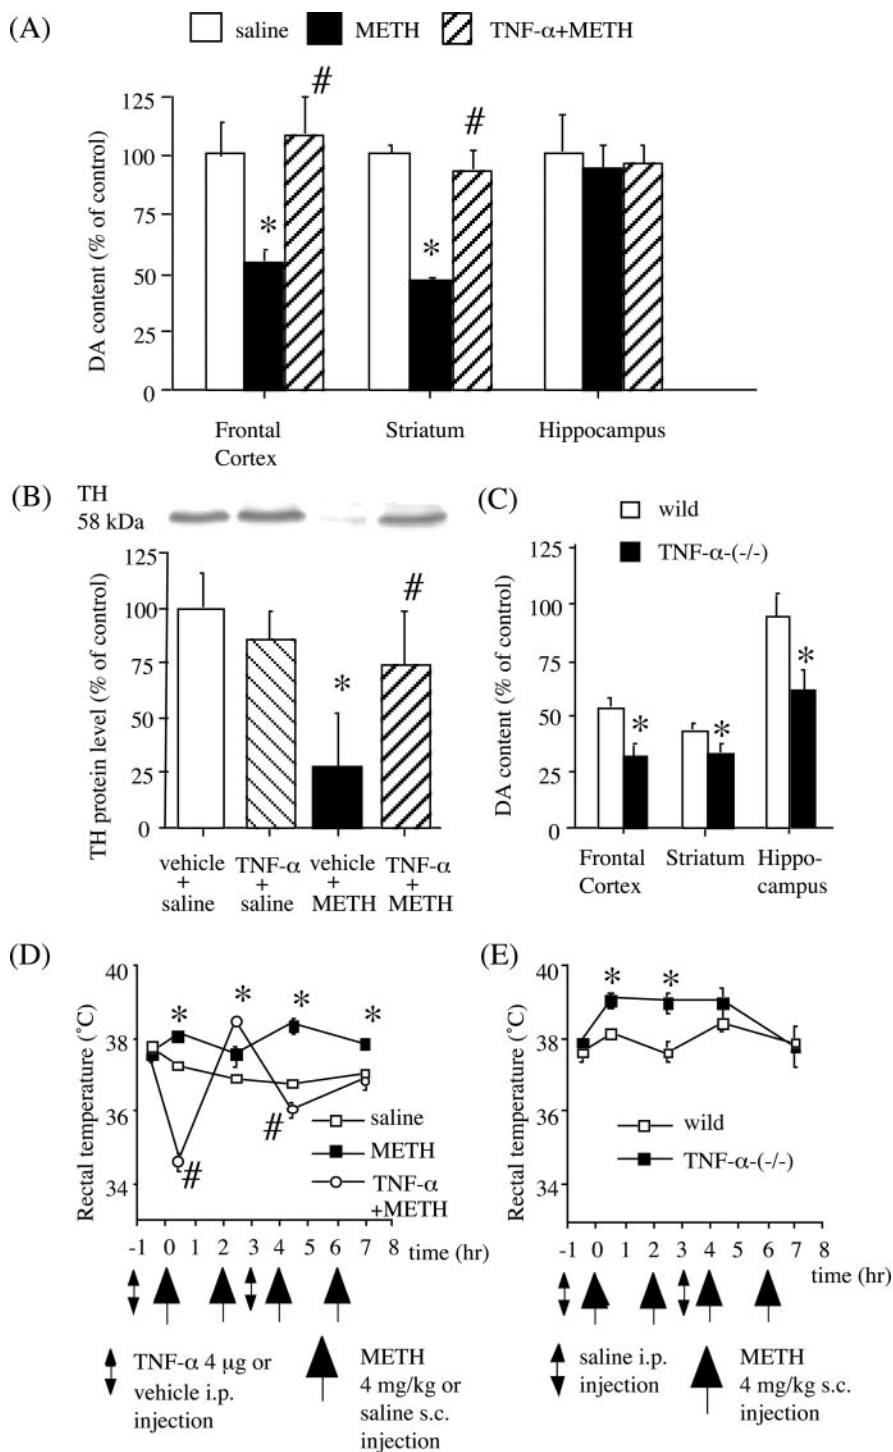 (A)
saline METH TNF-α+METH
DA content (% of control)
125
100
75
50
25
0
#
*
#
*
Frontal
Cortex
Striatum
Hippocampus
(B)
TH
58 kDa
TH protein level (% of control)
125
100
75
50
25
0
*
#
vehicle
+
saline
TNF-α
+
saline
vehicle
+
METH
TNF-α
+
METH
(C)
wild
TNF-α-(-/-)
DA content (% of control)
125
100
75
50
25
0
*
*
*
Frontal
Cortex
Striatum
Hippo-
campus
(D)
Rectal temperature (˚C)
40
38
36
34
* * * *
#
#
saline
METH
TNF-α
+METH
-1 0 1 2 3 4 5 6 7 8
time (hr)
TNF-α 4 μg or
vehicle i.p.
injection
METH
4 mg/kg or
saline s.c.
injection
(E)
Rectal temperature (˚C)
40
38
36
34
* *
wild
TNF-α-(-/-)
-1 0 1 2 3 4 5 6 7 8
time (hr)
saline i.p.
injection
METH
4 mg/kg s.c.
injection